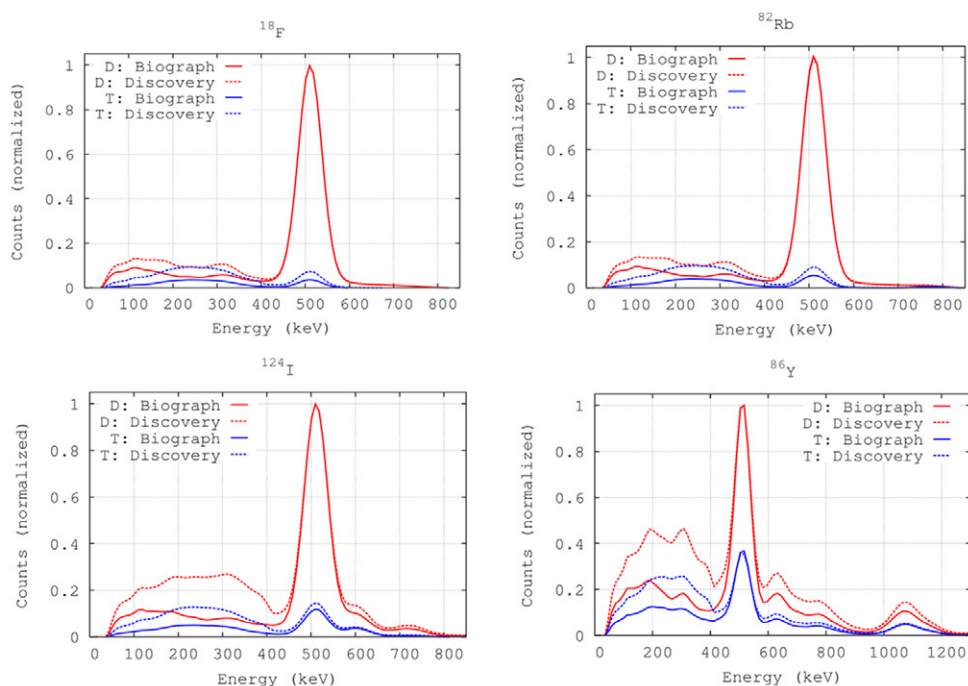 18F
D: Biograph
D: Discovery
T: Biograph
T: Discovery
Counts (normalized)
1
0.8
0.6
0.4
0.2
0
0 100 200 300 400 500 600 700 800
Energy (keV)
82Rb
D: Biograph
D: Discovery
T: Biograph
T: Discovery
Counts (normalized)
1
0.8
0.6
0.4
0.2
0
0 100 200 300 400 500 600 700 800
Energy (keV)
124I
D: Biograph
D: Discovery
T: Biograph
T: Discovery
Counts (normalized)
1
0.8
0.6
0.4
0.2
0
0 100 200 300 400 500 600 700 800
Energy (keV)
86Y
D: Biograph
D: Discovery
T: Biograph
T: Discovery
Counts (normalized)
1
0.8
0.6
0.4
0.2
0
0 200 400 600 800 1000 1200
Energy (keV)